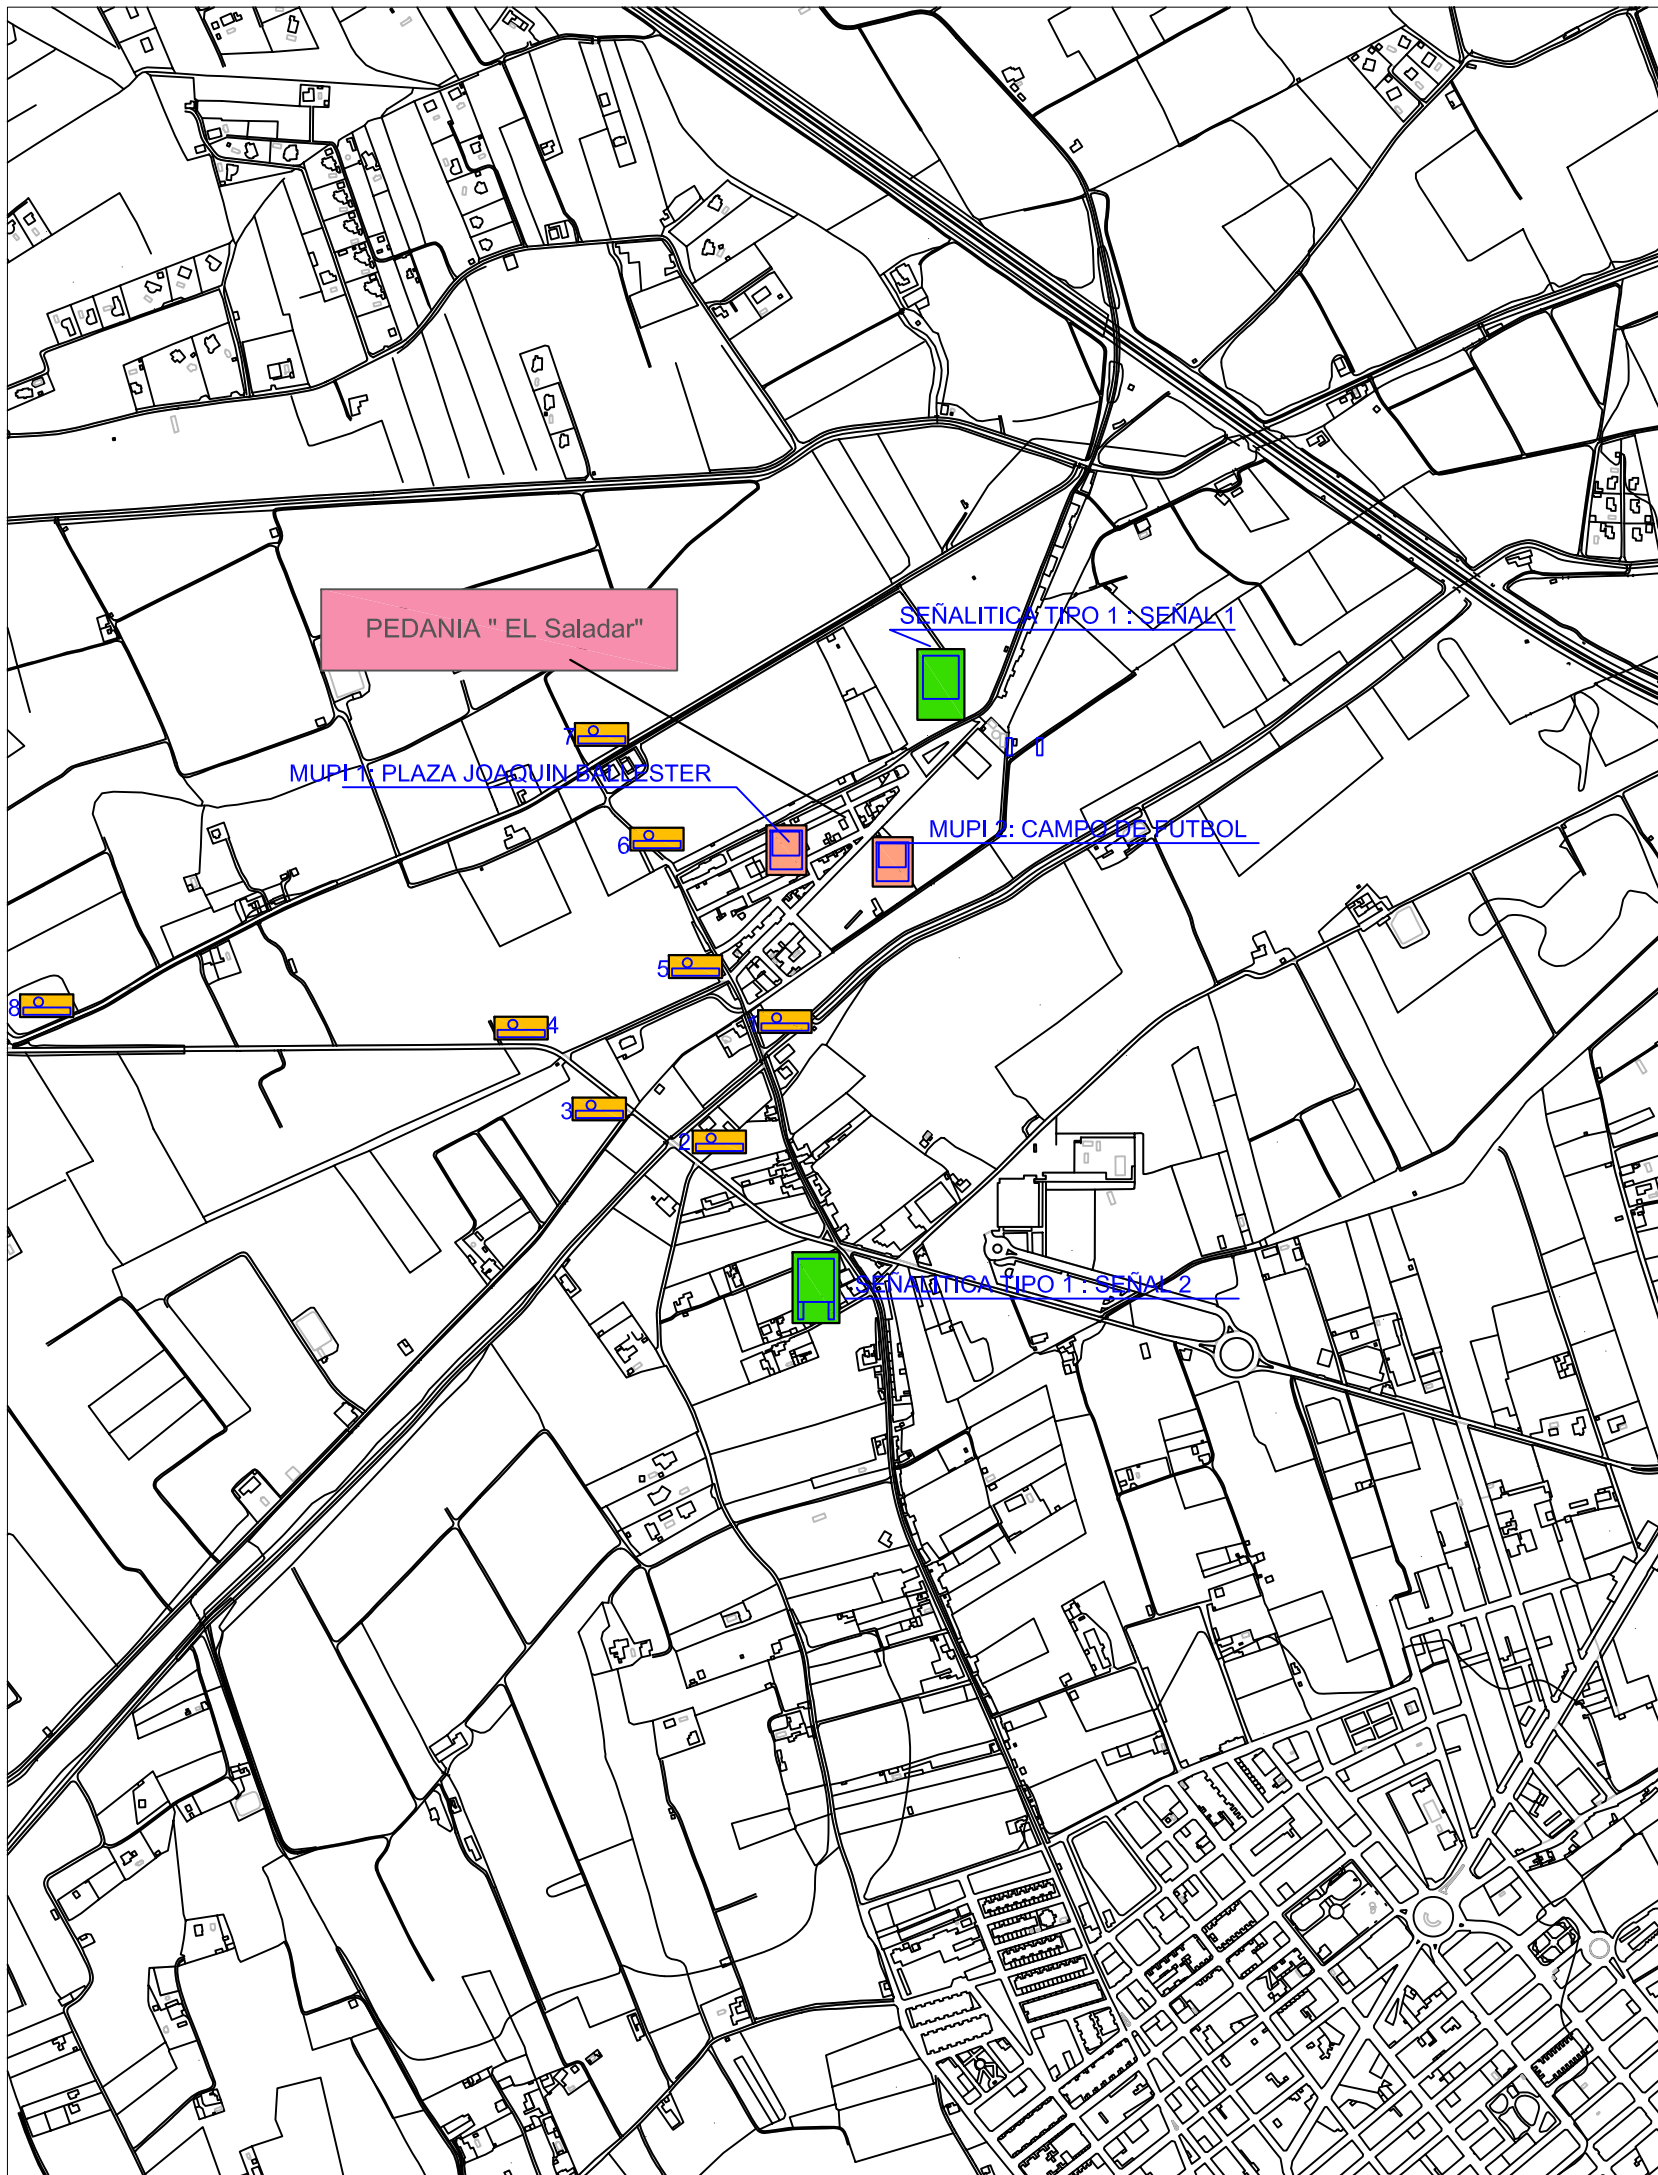 PEDANIA " EL Saladar"
SEÑALITICA TIPO 1 : SEÑAL 1
7
MUPI 1: PLAZA JOAQUIN BALLESTER
MUPI 2: CAMPO DE FUTBOL
6
5
8
4
1
3
2
SEÑALITICA TIPO 1 : SEÑAL 2